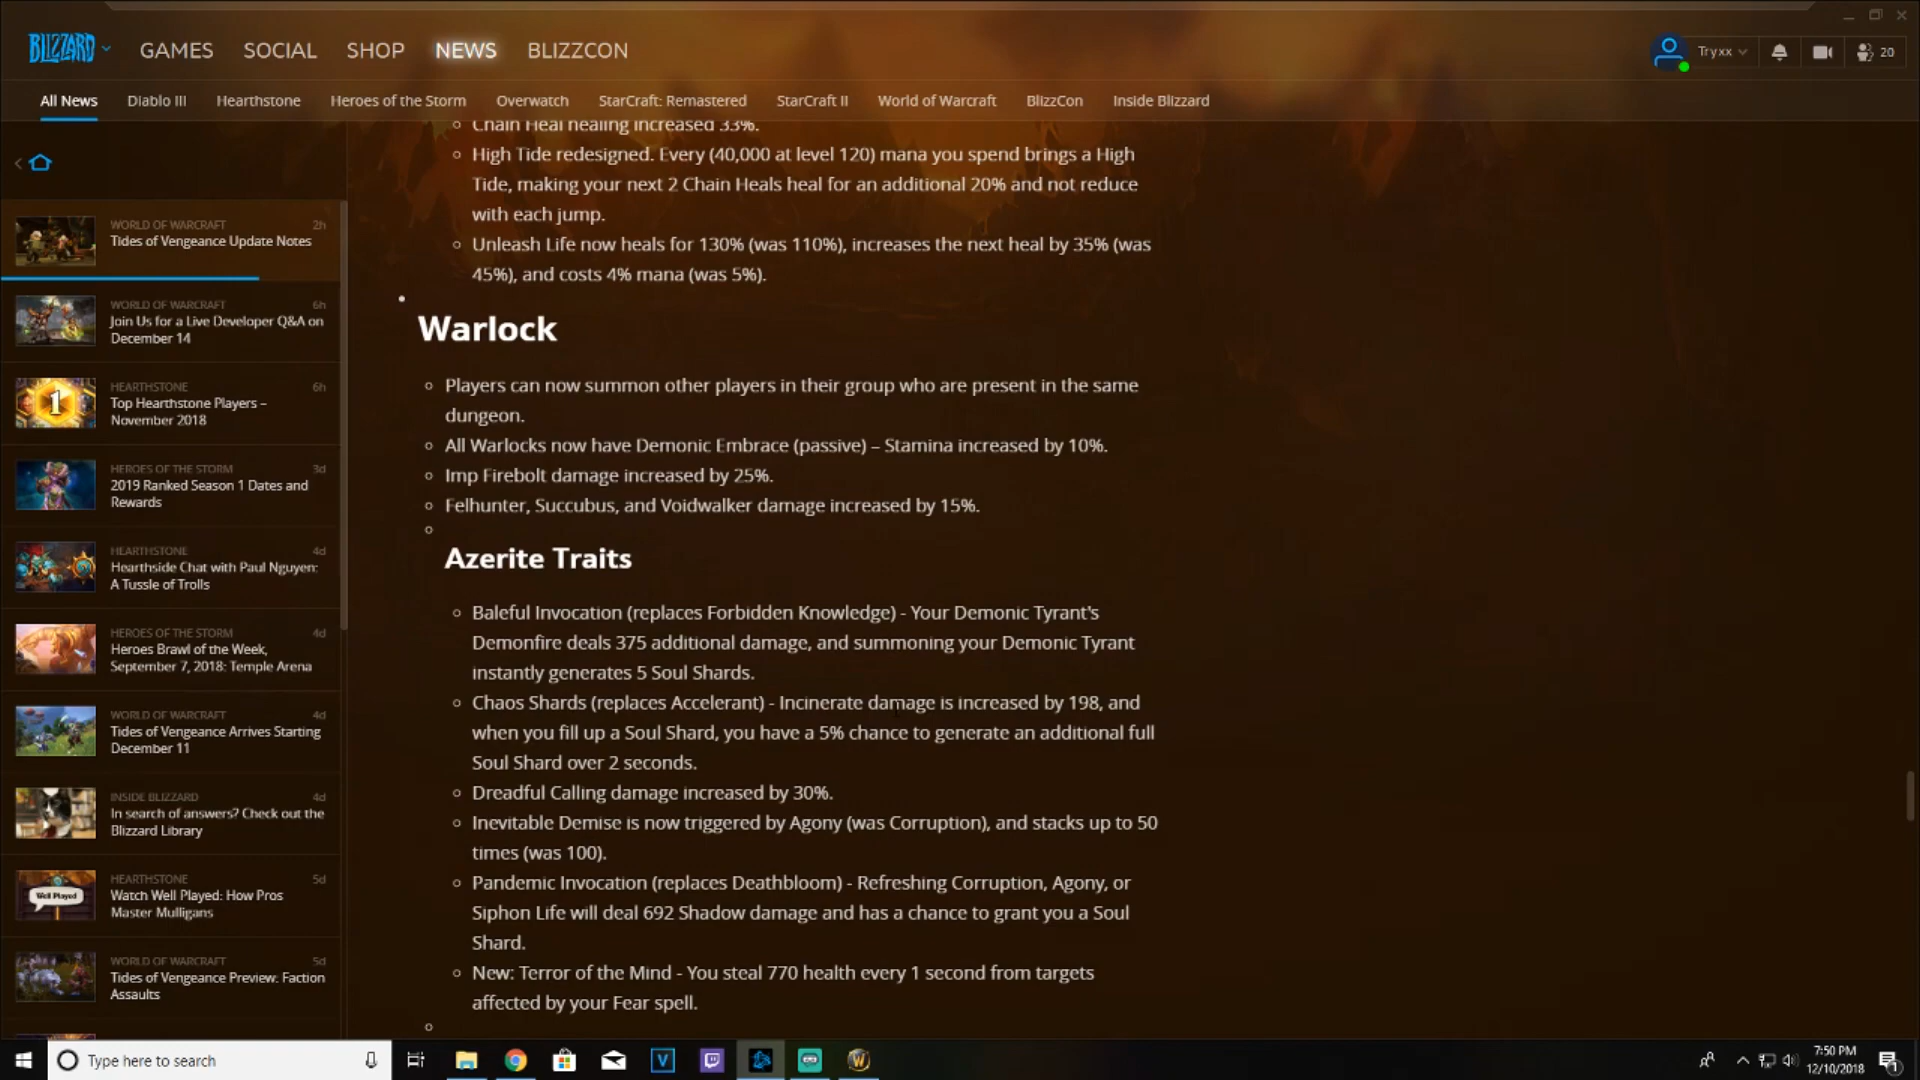 BLIZZARD GAMES SOCIAL SHOP NEWS BLIZZCON
Tryxx 20
All News Diablo III Hearthstone Heroes of the Storm Overwatch StarCraft: Remastered StarCraft II World of Warcraft BlizzCon Inside Blizzard
WORLD OF WARCRAFT 2h
Tides of Vengeance Update Notes
WORLD OF WARCRAFT 6h
Join Us for a Live Developer Q&A on
December 14
HEARTHSTONE 6h
Top Hearthstone Players –
November 2018
HEROES OF THE STORM 3d
2019 Ranked Season 1 Dates and
Rewards
HEARTHSTONE 4d
Hearthside Chat with Paul Nguyen:
A Tussle of Trolls
HEROES OF THE STORM 4d
Heroes Brawl of the Week,
September 7, 2018: Temple Arena
WORLD OF WARCRAFT 4d
Tides of Vengeance Arrives Starting
December 11
INSIDE BLIZZARD 4d
In search of answers? Check out the
Blizzard Library
Well Played
HEARTHSTONE 5d
Watch Well Played: How Pros
Master Mulligans
WORLD OF WARCRAFT 5d
Tides of Vengeance Preview: Faction
Assaults
Chain Heal healing increased 33%.
High Tide redesigned. Every (40,000 at level 120) mana you spend brings a High
Tide, making your next 2 Chain Heals heal for an additional 20% and not reduce
with each jump.
Unleash Life now heals for 130% (was 110%), increases the next heal by 35% (was
45%), and costs 4% mana (was 5%).
Warlock
Players can now summon other players in their group who are present in the same
dungeon.
All Warlocks now have Demonic Embrace (passive) – Stamina increased by 10%.
Imp Firebolt damage increased by 25%.
Felhunter, Succubus, and Voidwalker damage increased by 15%.
Azerite Traits
Baleful Invocation (replaces Forbidden Knowledge) - Your Demonic Tyrant's
Demonfire deals 375 additional damage, and summoning your Demonic Tyrant
instantly generates 5 Soul Shards.
Chaos Shards (replaces Accelerant) - Incinerate damage is increased by 198, and
when you fill up a Soul Shard, you have a 5% chance to generate an additional full
Soul Shard over 2 seconds.
Dreadful Calling damage increased by 30%.
Inevitable Demise is now triggered by Agony (was Corruption), and stacks up to 50
times (was 100).
Pandemic Invocation (replaces Deathbloom) - Refreshing Corruption, Agony, or
Siphon Life will deal 692 Shadow damage and has a chance to grant you a Soul
Shard.
New: Terror of the Mind - You steal 770 health every 1 second from targets
affected by your Fear spell.
Type here to search
7:50 PM
12/10/2018
1